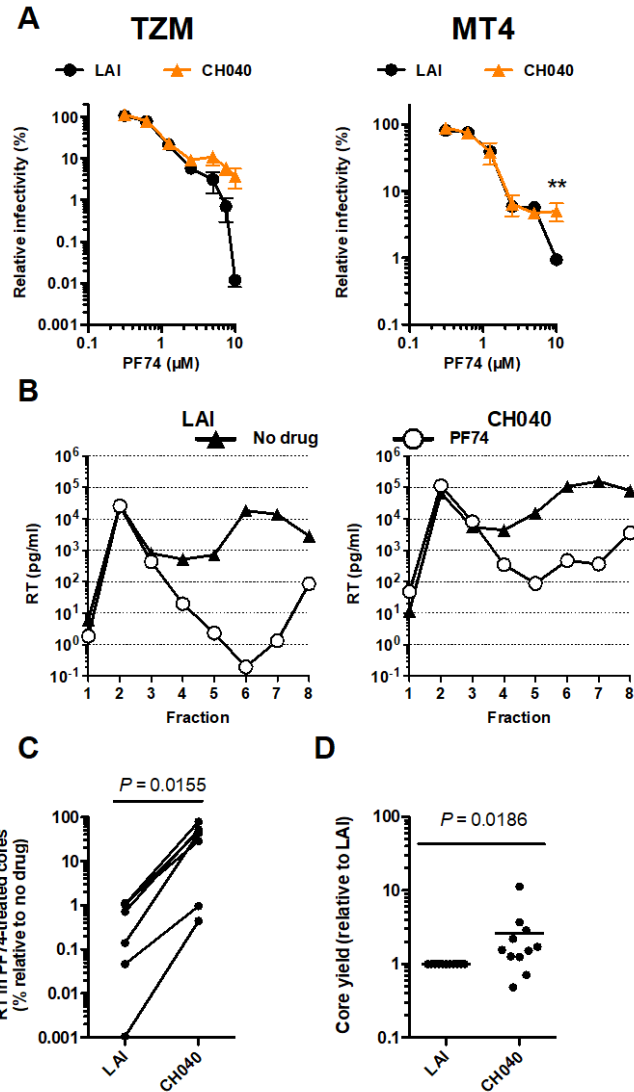 A
TZM
MT4
LAI
CH040
LAI
CH040
Relative infectivity (%)
100
10
1
0.1
0.01
0.001
0.1
1
10
PF74 (µM)
Relative infectivity (%)
100
10
1
0.1
**
0.1
1
10
PF74 (µM)
B
LAI
CH040
No drug
PF74
RT (pg/ml)
10^6
10^5
10^4
10^3
10^2
10^1
10^0
10^-1
1 2 3 4 5 6 7 8
Fraction
RT (pg/ml)
10^6
10^5
10^4
10^3
10^2
10^1
10^0
10^-1
1 2 3 4 5 6 7 8
Fraction
C
P = 0.0155
RT in PF74-treated cores
(% relative to no drug)
100
10
1
0.1
0.01
0.001
LAI
CH040
D
P = 0.0186
Core yield (relative to LAI)
100
10
1
0.1
LAI
CH040